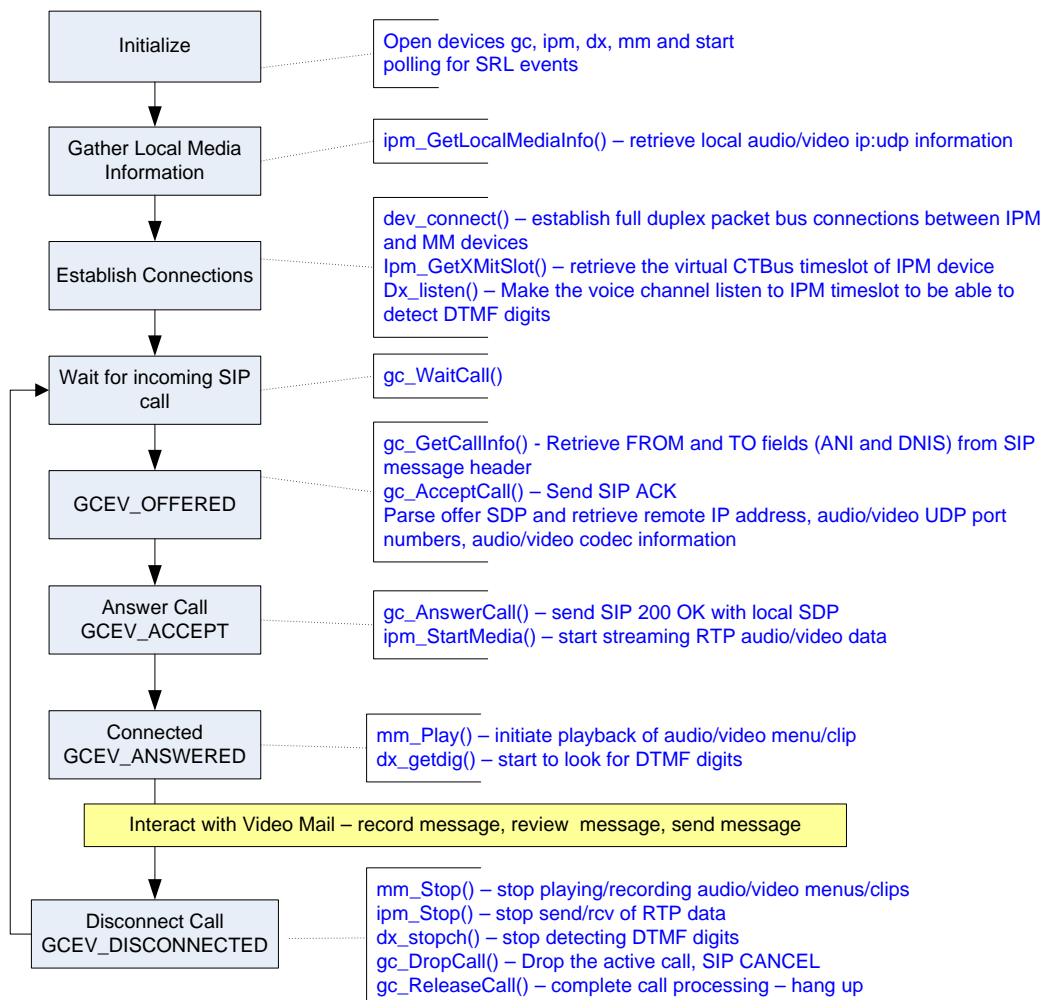 Initialize
Open devices gc, ipm, dx, mm and start
polling for SRL events
Gather Local Media
Information
ipm_GetLocalMediaInfo() – retrieve local audio/video ip:udp information
Establish Connections
dev_connect() – establish full duplex packet bus connections between IPM
and MM devices
Ipm_GetXMitSlot() – retrieve the virtual CTBus timeslot of IPM device
Dx_listen() – Make the voice channel listen to IPM timeslot to be able to
detect DTMF digits
Wait for incoming SIP
call
gc_WaitCall()
GCEV_OFFERED
gc_GetCallInfo() - Retrieve FROM and TO fields (ANI and DNIS) from SIP
message header
gc_AcceptCall() – Send SIP ACK
Parse offer SDP and retrieve remote IP address, audio/video UDP port
numbers, audio/video codec information
Answer Call
GCEV_ACCEPT
gc_AnswerCall() – send SIP 200 OK with local SDP
ipm_StartMedia() – start streaming RTP audio/video data
Connected
GCEV_ANSWERED
mm_Play() – initiate playback of audio/video menu/clip
dx_getdig() – start to look for DTMF digits
Interact with Video Mail – record message, review  message, send message
Disconnect Call
GCEV_DISCONNECTED
mm_Stop() – stop playing/recording audio/video menus/clips
ipm_Stop() – stop send/rcv of RTP data
dx_stopch() – stop detecting DTMF digits
gc_DropCall() – Drop the active call, SIP CANCEL
gc_ReleaseCall() – complete call processing – hang up